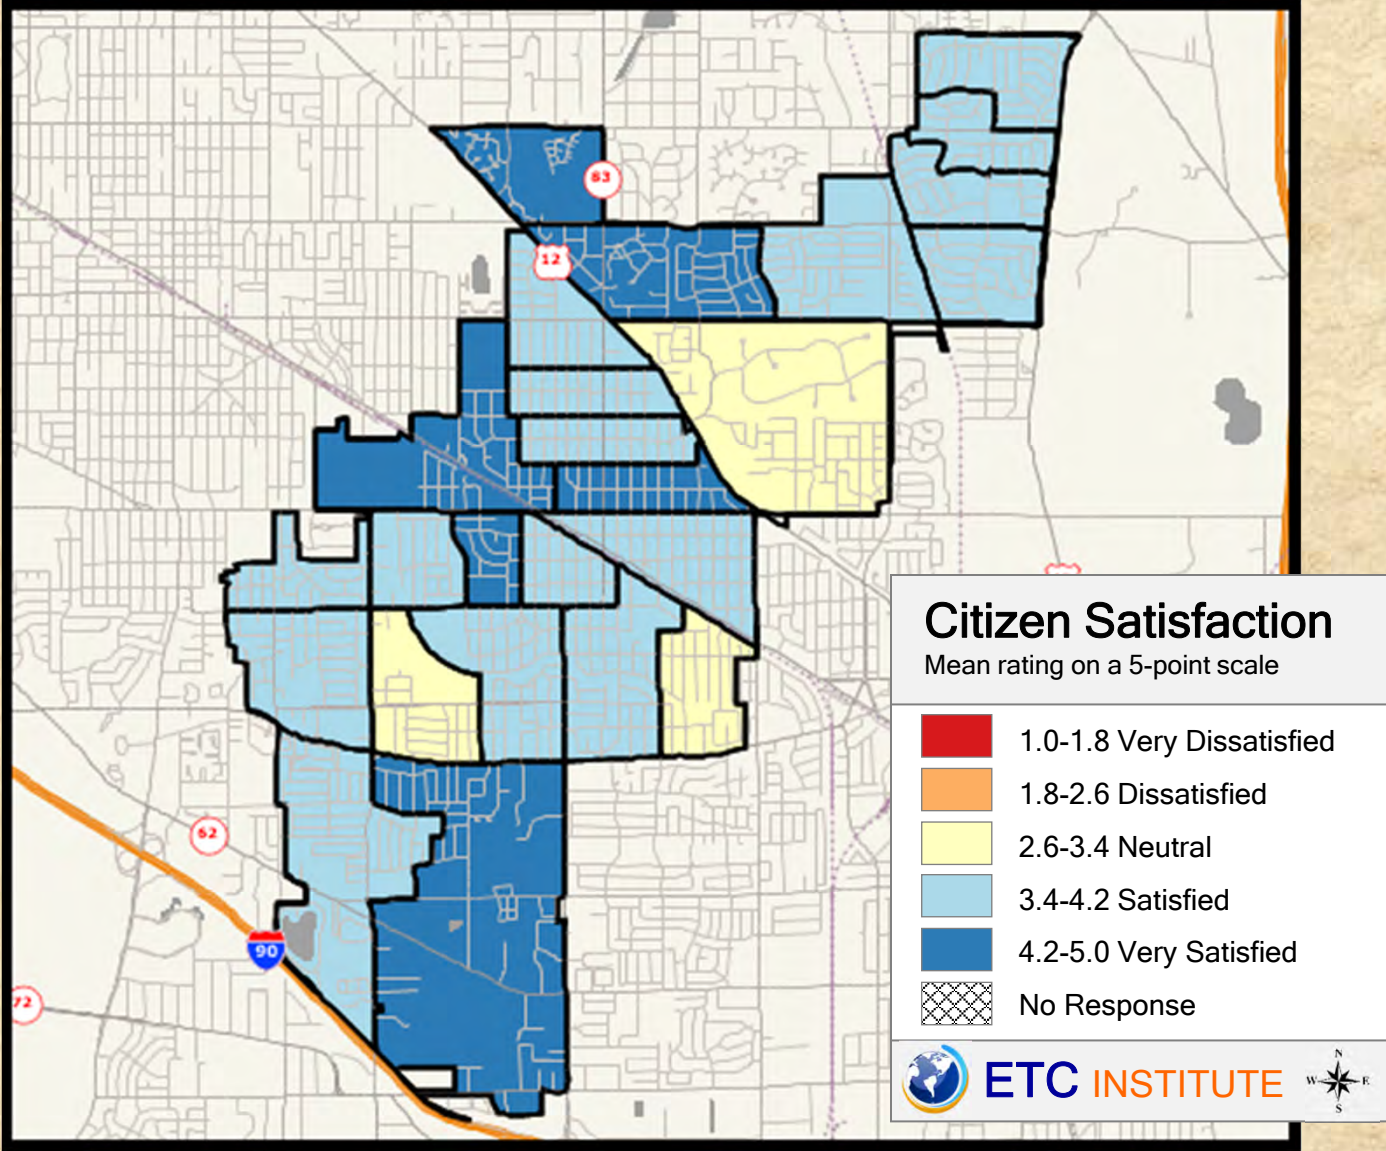 83
12
62
90
72
Citizen Satisfaction
Mean rating on a 5-point scale
1.0-1.8 Very Dissatisfied
1.8-2.6 Dissatisfied
2.6-3.4 Neutral
3.4-4.2 Satisfied
4.2-5.0 Very Satisfied
No Response
ETC INSTITUTE
N
W E
S